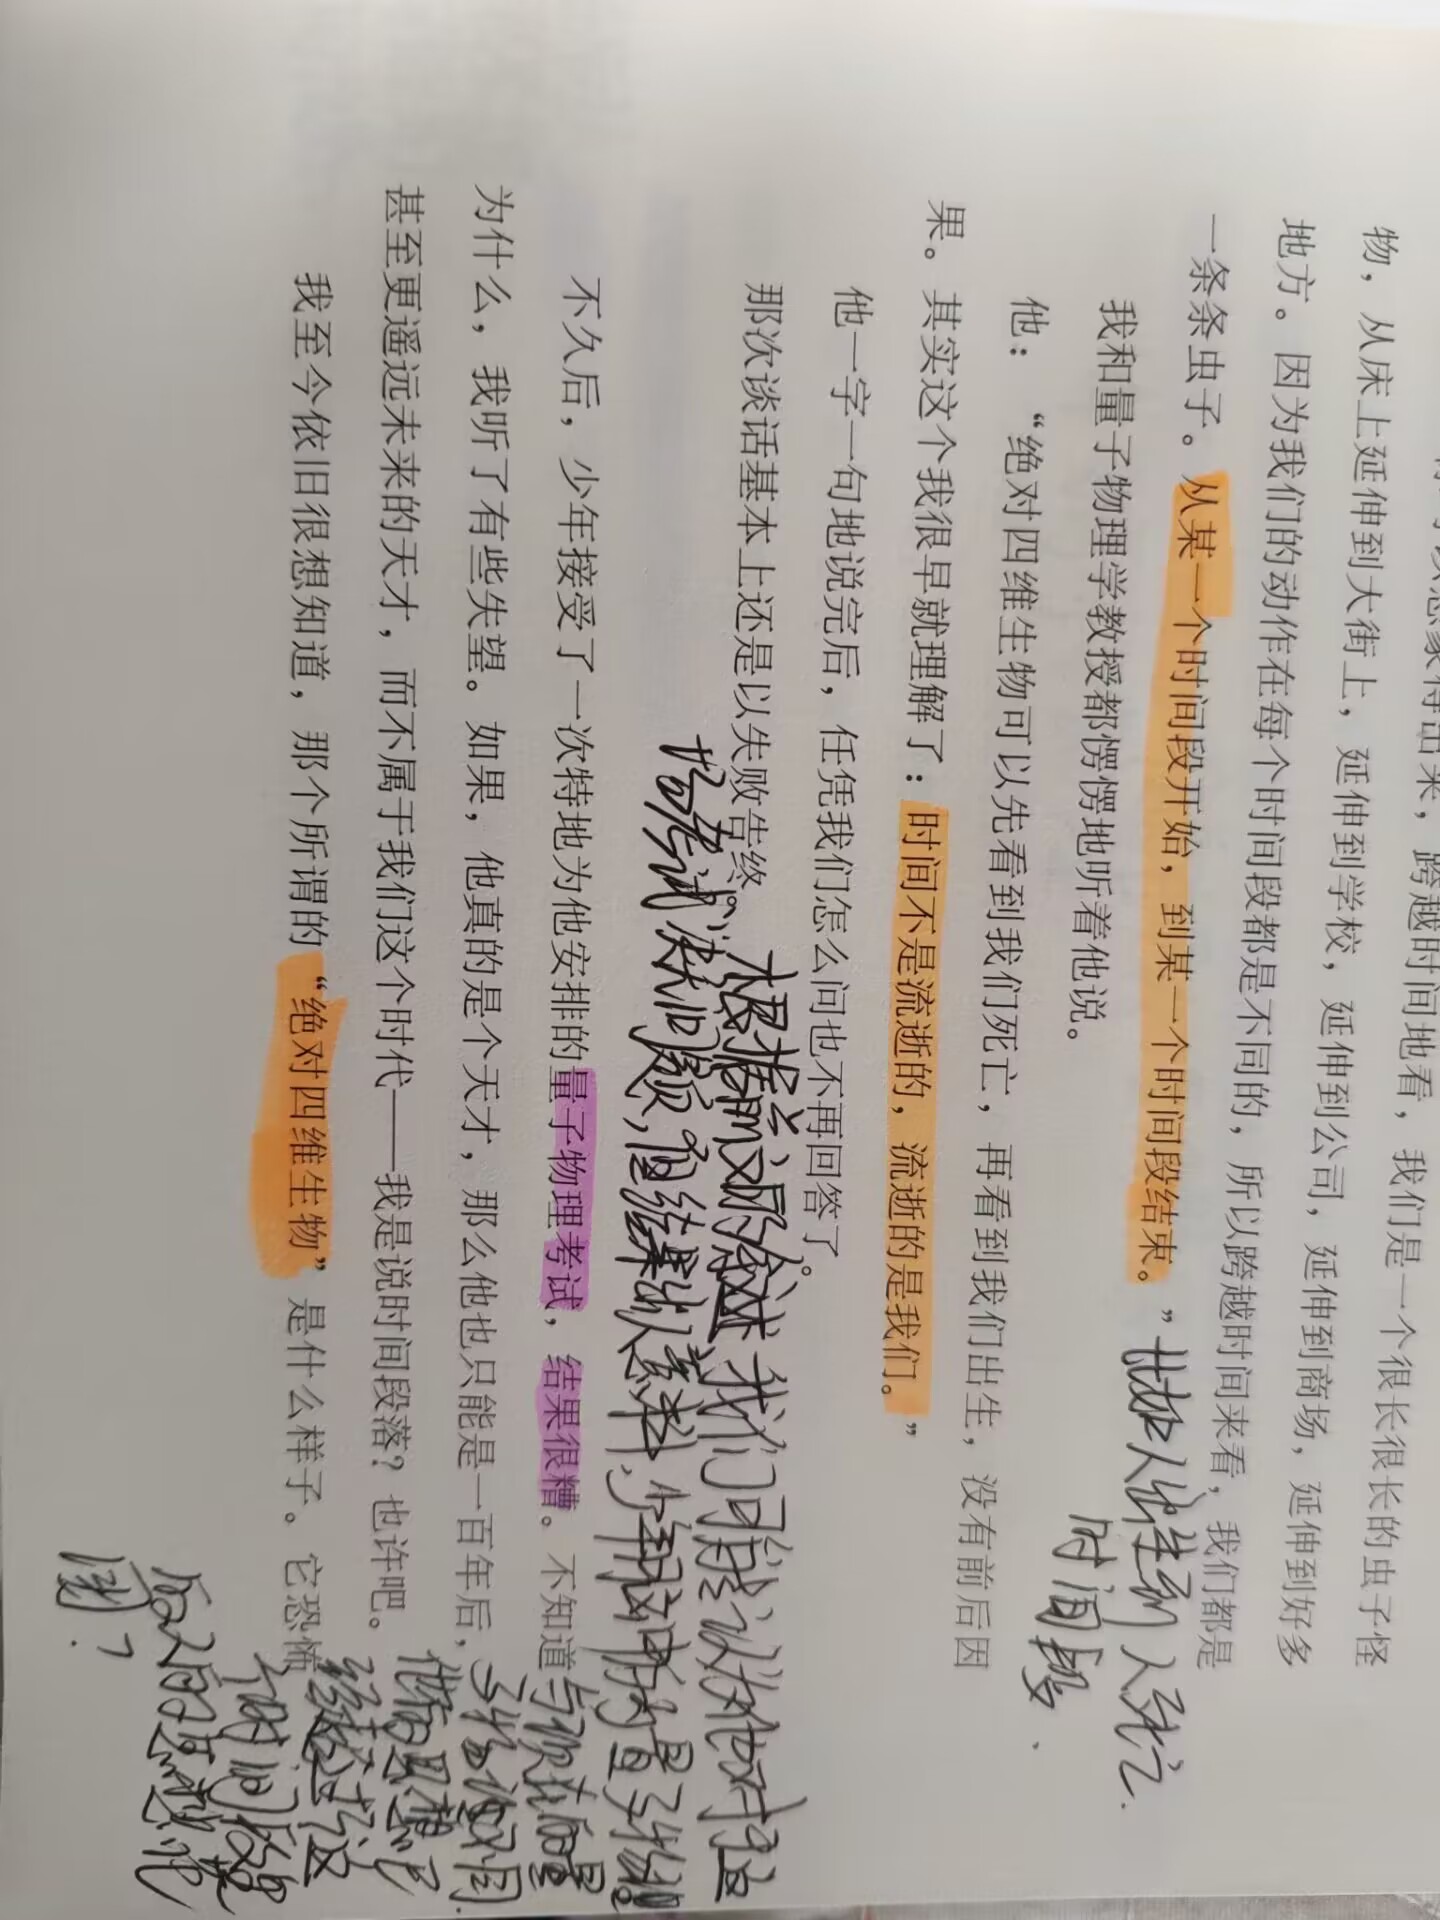 你可以想象得出来，跨越时间地看，我们是一个很长很长的虫子怪
物，从床上延伸到大街上，延伸到学校，延伸到公司，延伸到商场，延伸到好多
地方。因为我们的动作在每个时间段都是不同的，所以跨越时间来看，我们都是
一条条虫子。从某一个时间段开始，到某一个时间段结束。”
比如人出生到人死亡.
时间段.
我和量子物理学教授都愣愣地听着他说。
他：“绝对四维生物可以先看到我们死亡，再看到我们出生，没有前后因
果。其实这个我很早就理解了：时间不是流逝的，流逝的是我们。”
他一字一句地说完后，任凭我们怎么问也不再回答了。
那次谈话基本上还是以失败告终。
根据前文的叙述,我们可能认为他对于这
场考试决无问题,但结果出人意料,少年脑中所为量子物理
与现在的量
子物理不同.
他的思想已
经超过了这
个时间段里
的人的思想范
围?
不久后，少年接受了一次特地为他安排的量子物理考试，结果很糟。不知道
为什么，我听了有些失望。如果，他真的是个天才，那么他也只能是一百年后，
甚至更遥远未来的天才，而不属于我们这个时代——我是说时间段落？也许吧。
我至今依旧很想知道，那个所谓的“绝对四维生物”是什么样子。它恐怖